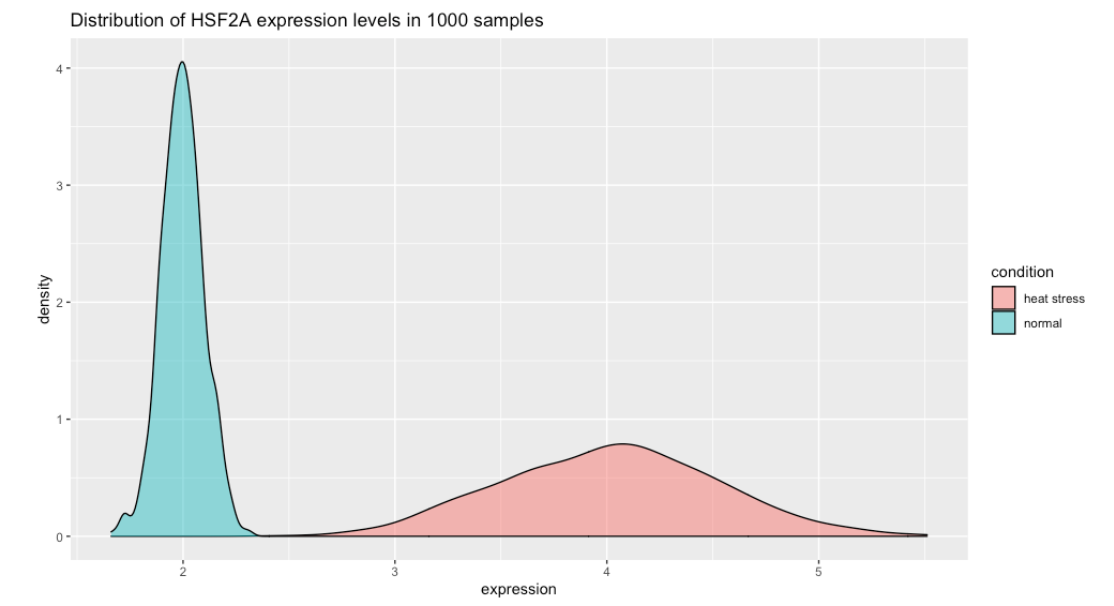 Distribution of HSF2A expression levels in 1000 samples
4
3
2
1
0
density
2 3 4 5
expression
condition
heat stress
normal